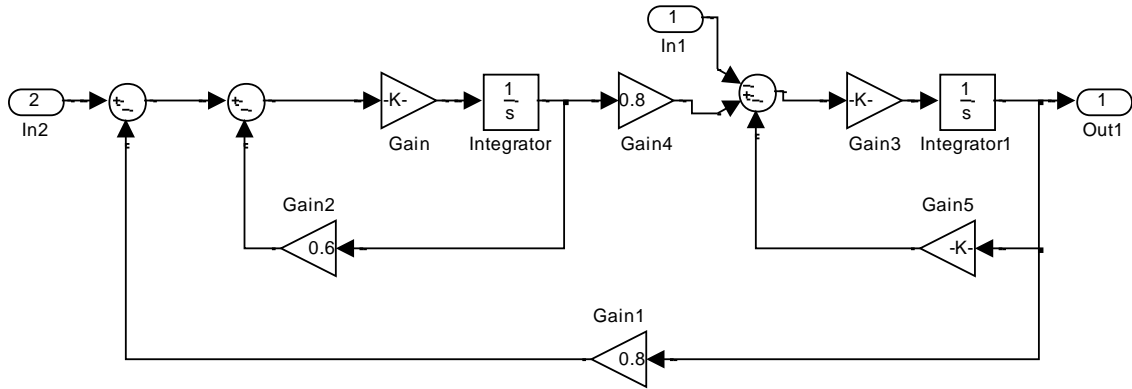 1
In1
2
In2
-K-
Gain
1
s
Integrator
0.8
Gain4
-K-
Gain3
1
s
Integrator1
1
Out1
Gain2
0.6
Gain5
-K-
Gain1
0.8